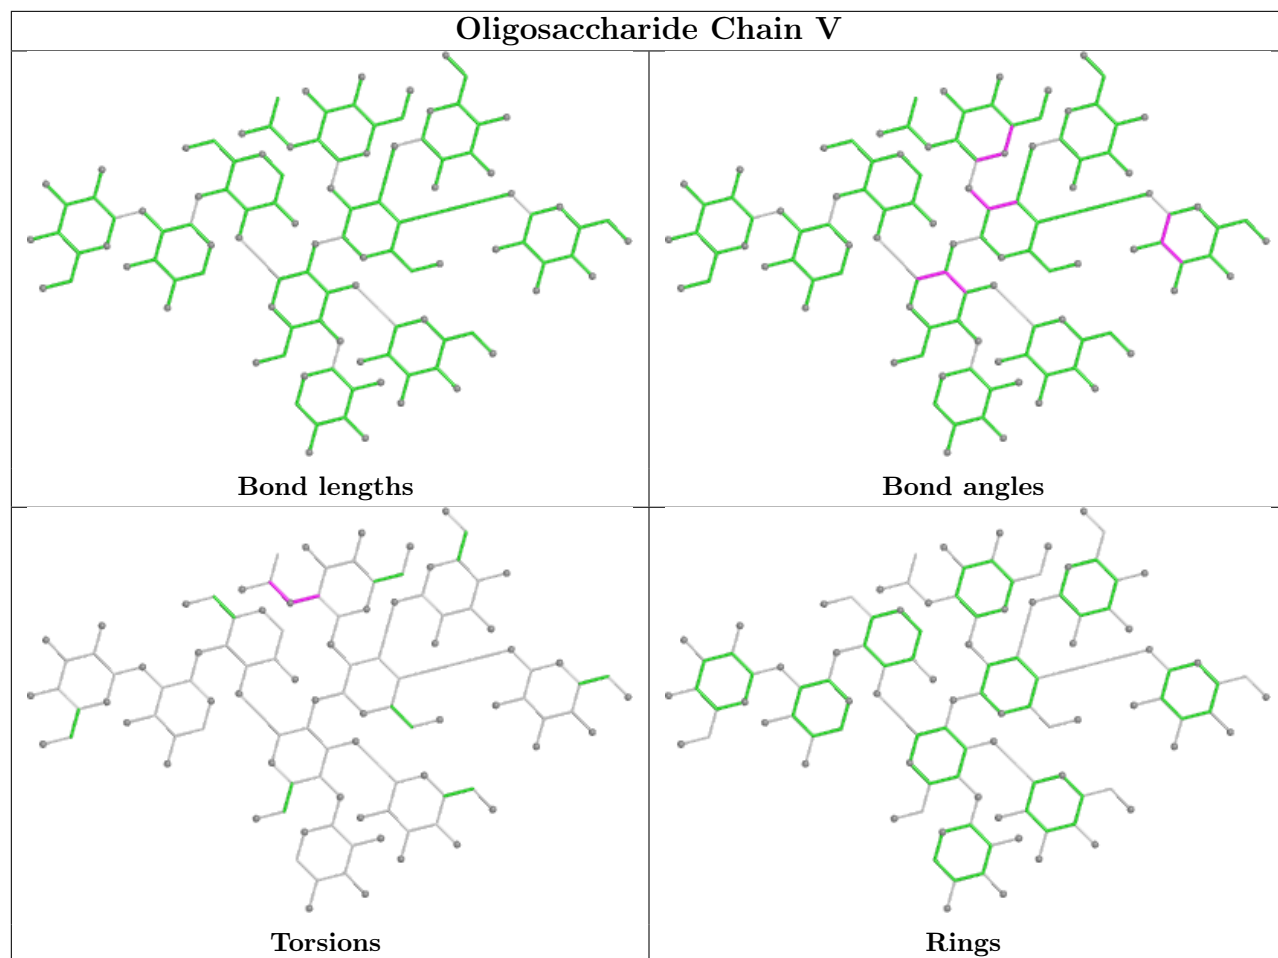 Oligosaccharide Chain V
Bond lengths
Bond angles
Torsions
Rings